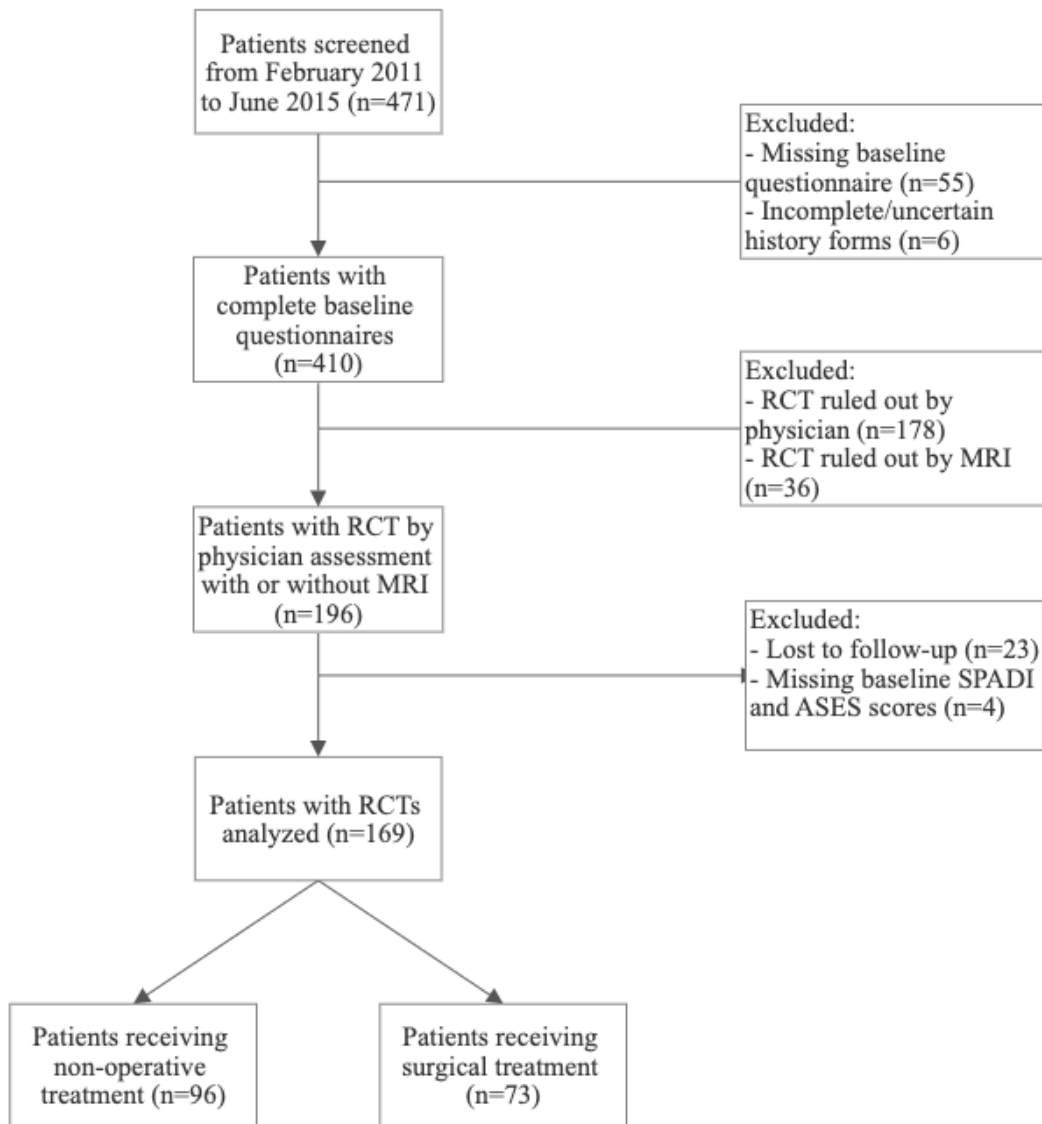 Patients screened
from February 2011
to June 2015 (n=471)
Excluded:
- Missing baseline
questionnaire (n=55)
- Incomplete/uncertain
history forms (n=6)
Patients with
complete baseline
questionnaires
(n=410)
Excluded:
- RCT ruled out by
physician (n=178)
- RCT ruled out by MRI
(n=36)
Patients with RCT by
physician assessment
with or without MRI
(n=196)
Excluded:
- Lost to follow-up (n=23)
- Missing baseline SPADI
and ASES scores (n=4)
Patients with RCTs
analyzed (n=169)
Patients receiving
non-operative
treatment (n=96)
Patients receiving
surgical treatment
(n=73)